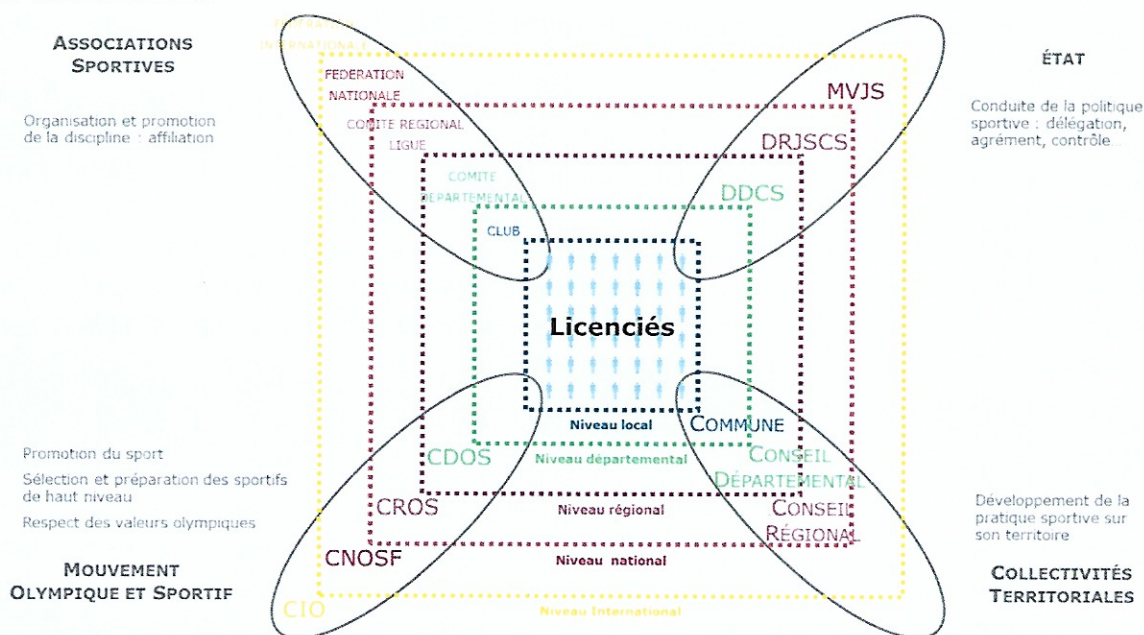 ASSOCIATIONS
SPORTIVES
Organisation et promotion
de la discipline : affiliation
FEDERATION
INTERNATIONALE
FEDERATION
NATIONALE
COMITE REGIONAL
LIGUE
COMITE
DEPARTEMENTAL
CLUB
ÉTAT
Conduite de la politique
sportive : délégation,
agrément, contrôle...
MVJS
DRJSCS
DDCS
Licenciés
Niveau local
Niveau départemental
Niveau régional
Niveau national
Niveau International
COMMUNE
CONSEIL
DÉPARTEMENTAL
CONSEIL
RÉGIONAL
CDOS
CROS
CNOSF
CIO
Promotion du sport
Sélection et préparation des sportifs
de haut niveau
Respect des valeurs olympiques
MOUVEMENT
OLYMPIQUE ET SPORTIF
Développement de la
pratique sportive sur
son territoire
COLLECTIVITÉS
TERRITORIALES